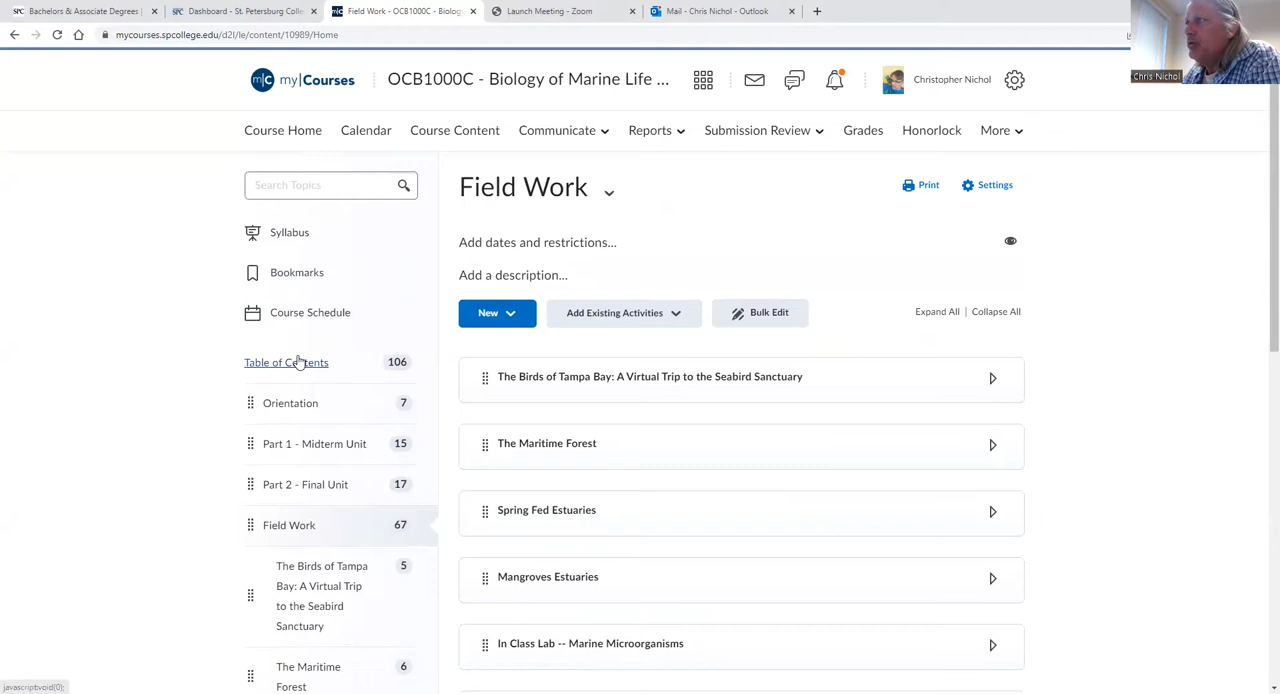 Bachelors & Associate Degrees |
Dashboard - St. Petersburg Colle
Field Work - OCB1000C - Biology
Launch Meeting - Zoom
Mail - Chris Nichol - Outlook
mycourses.spcollege.edu/d2l/le/content/10989/Home
Chris Nichol
m|C my|Courses
OCB1000C - Biology of Marine Life ...
Christopher Nichol
Course Home
Calendar
Course Content
Communicate
Reports
Submission Review
Grades
Honorlock
More
Search Topics
Syllabus
Bookmarks
Course Schedule
Table of Contents 106
Orientation 7
Part 1 - Midterm Unit 15
Part 2 - Final Unit 17
Field Work 67
The Birds of Tampa 5
Bay: A Virtual Trip
to the Seabird
Sanctuary
The Maritime 6
Forest
Field Work
Print
Settings
Add dates and restrictions...
Add a description...
New
Add Existing Activities
Bulk Edit
Expand All | Collapse All
The Birds of Tampa Bay: A Virtual Trip to the Seabird Sanctuary
The Maritime Forest
Spring Fed Estuaries
Mangroves Estuaries
In Class Lab -- Marine Microorganisms
javascript:void(0);